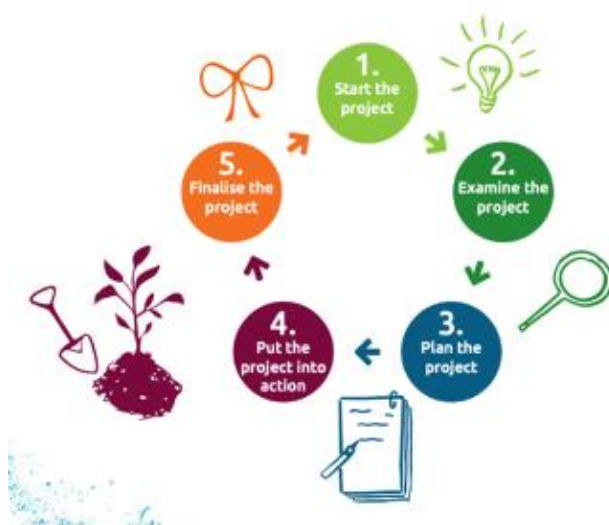 1.
Start the
project
2.
Examine the
project
3.
Plan the
project
4.
Put the
project into
action
5.
Finalise the
project